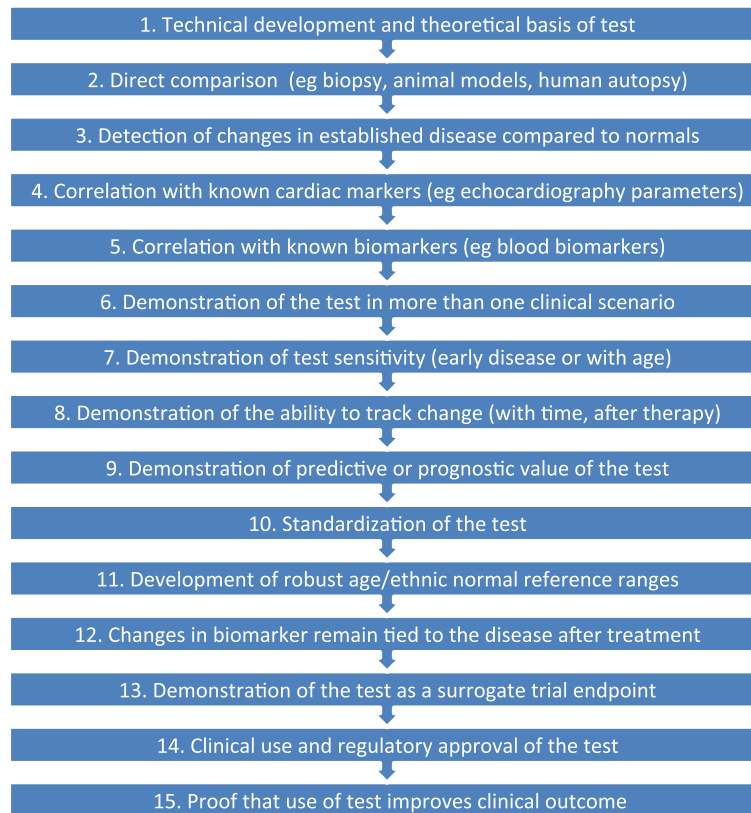 1. Technical development and theoretical basis of test
2. Direct comparison (eg biopsy, animal models, human autopsy)
3. Detection of changes in established disease compared to normals
4. Correlation with known cardiac markers (eg echocardiography parameters)
5. Correlation with known biomarkers (eg blood biomarkers)
6. Demonstration of the test in more than one clinical scenario
7. Demonstration of test sensitivity (early disease or with age)
8. Demonstration of the ability to track change (with time, after therapy)
9. Demonstration of predictive or prognostic value of the test
10. Standardization of the test
11. Development of robust age/ethnic normal reference ranges
12. Changes in biomarker remain tied to the disease after treatment
13. Demonstration of the test as a surrogate trial endpoint
14. Clinical use and regulatory approval of the test
15. Proof that use of test improves clinical outcome